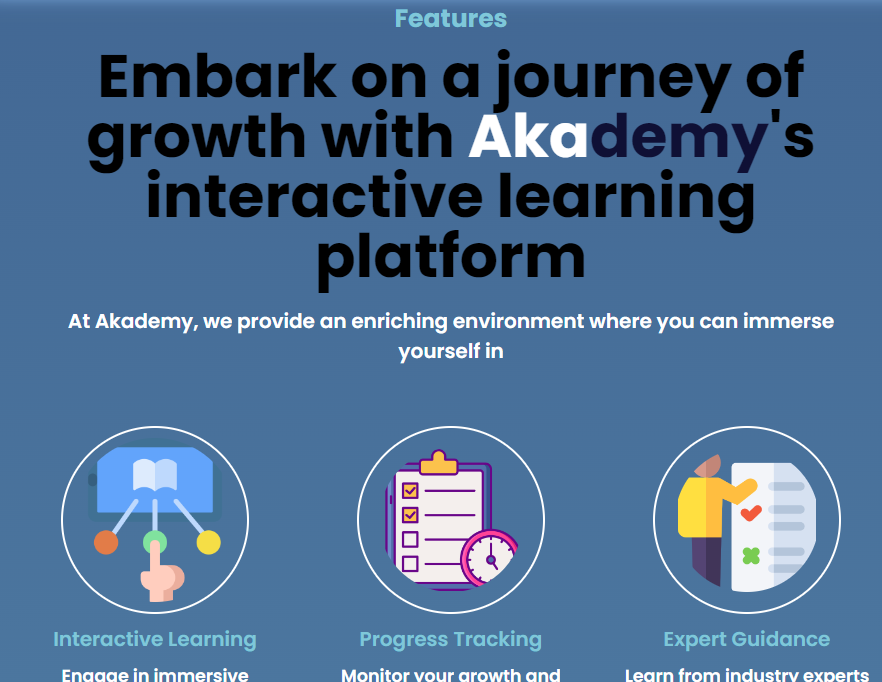 Features
Embark on a journey of
growth with Akademy's
interactive learning
platform
At Akademy, we provide an enriching environment where you can immerse
yourself in
Interactive Learning
Progress Tracking
Expert Guidance
Engage in immersive
Monitor your growth and
Learn from industry experts